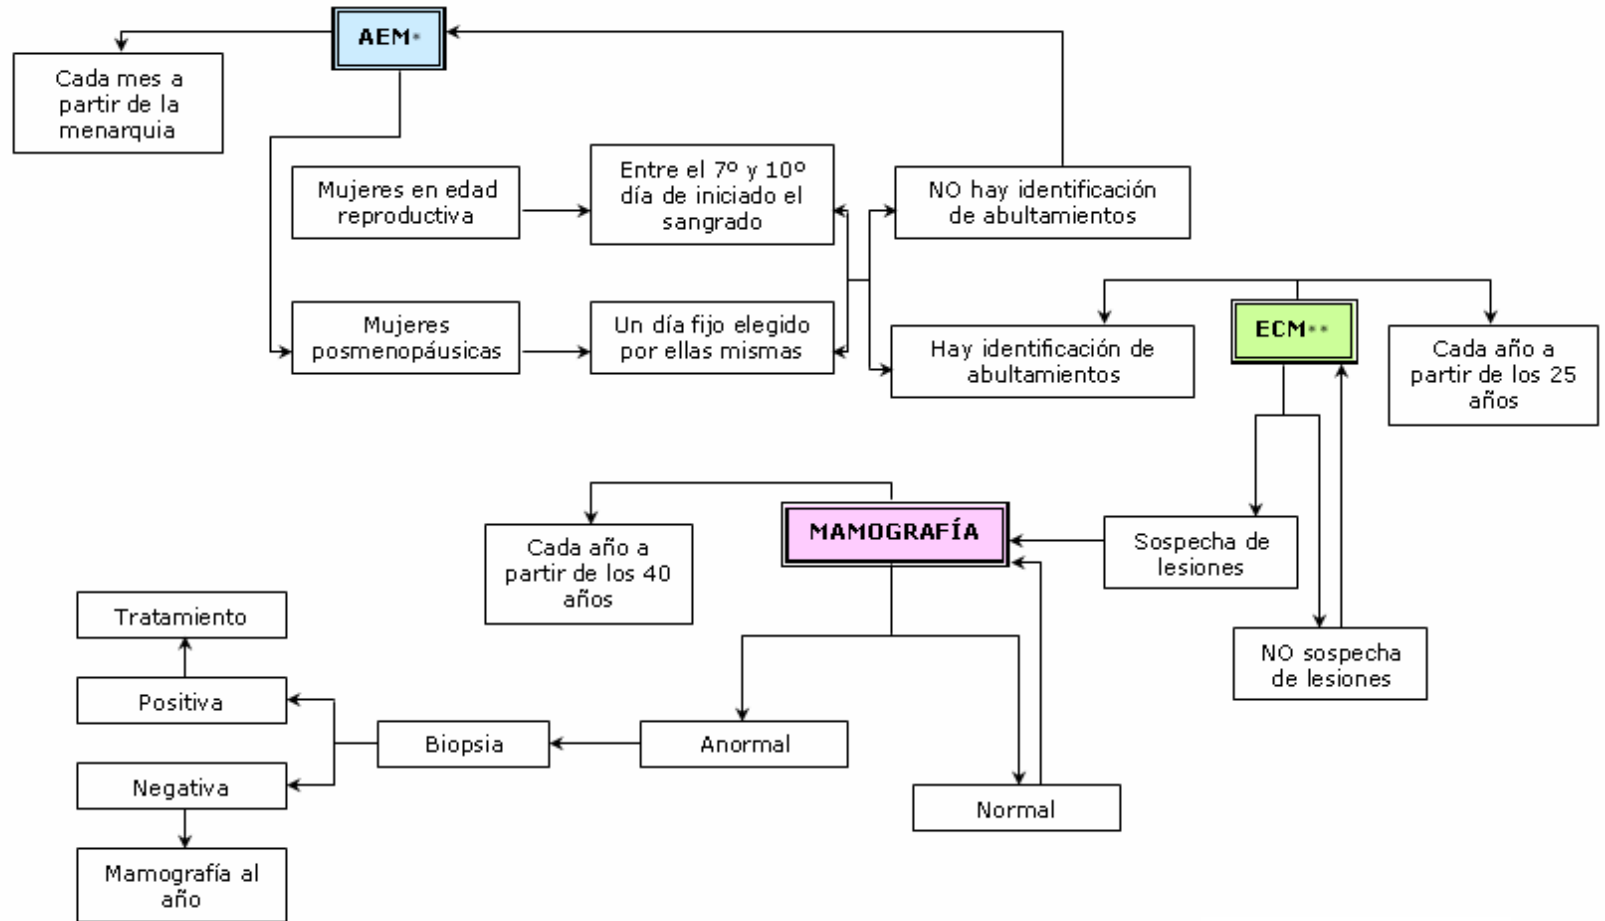 AEM*
Cada mes a
partir de la
menarquia
Mujeres en edad
reproductiva
Entre el 7º y 10º
día de iniciado el
sangrado
NO hay identificación
de abultamientos
Mujeres
posmenopáusicas
Un día fijo elegido
por ellas mismas
Hay identificación de
abultamientos
ECM**
Cada año a
partir de los 25
años
MAMOGRAFÍA
Cada año a
partir de los 40
años
Sospecha de
lesiones
NO sospecha
de lesiones
Tratamiento
Positiva
Biopsia
Anormal
Negativa
Normal
Mamografía al
año